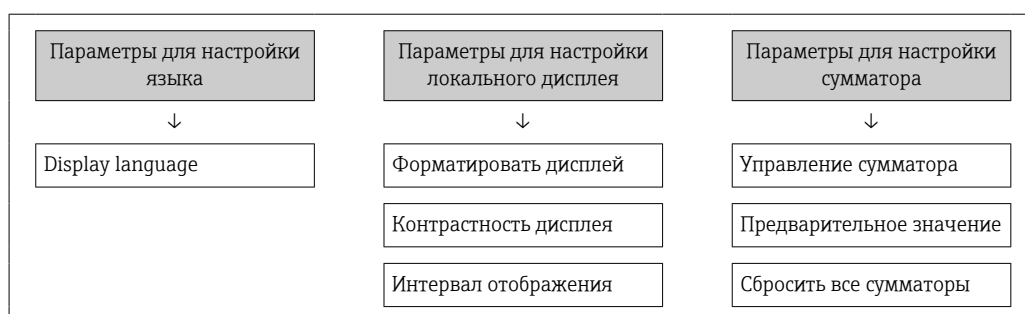 Параметры для настройки
языка
↓
Display language
Параметры для настройки
локального дисплея
↓
Форматировать дисплей
Контрастность дисплея
Интервал отображения
Параметры для настройки
сумматора
↓
Управление сумматора
Предварительное значение
Сбросить все сумматоры